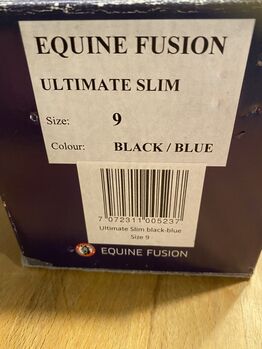 EQUINE FUSION
ULTIMATE SLIM
Size: 9
Colour: BLACK / BLUE
7 072311 005237
Ultimate Slim black-blue
Size 9
EQUINE FUSION